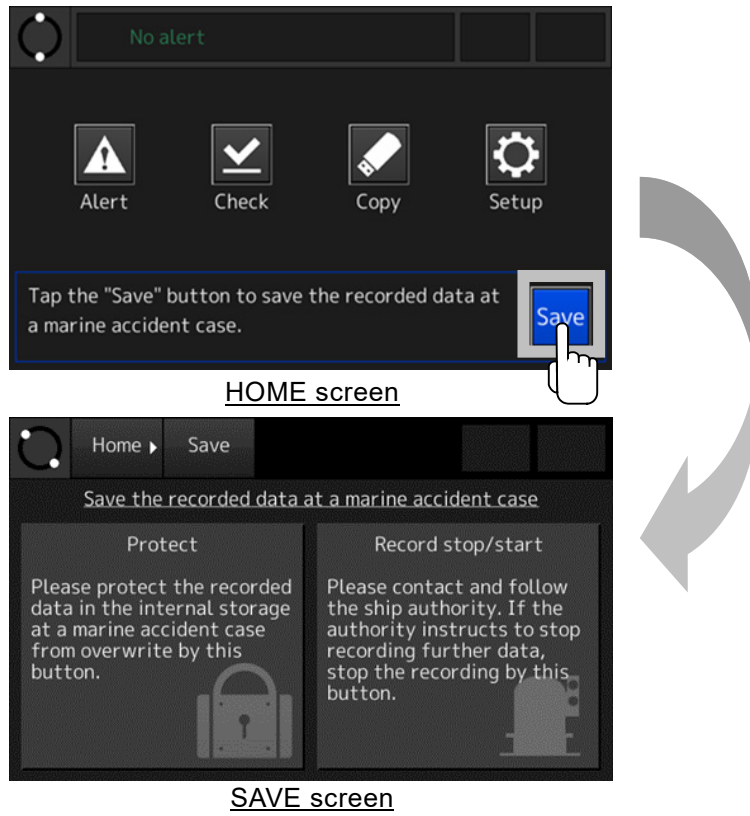 No alert
Alert Check Copy Setup
Tap the "Save" button to save the recorded data at
a marine accident case.
Save
HOME screen
Home Save
Save the recorded data at a marine accident case
Protect
Please protect the recorded
data in the internal storage
at a marine accident case
from overwrite by this
button.
Record stop/start
Please contact and follow
the ship authority. If the
authority instructs to stop
recording further data,
stop the recording by this
button.
SAVE screen